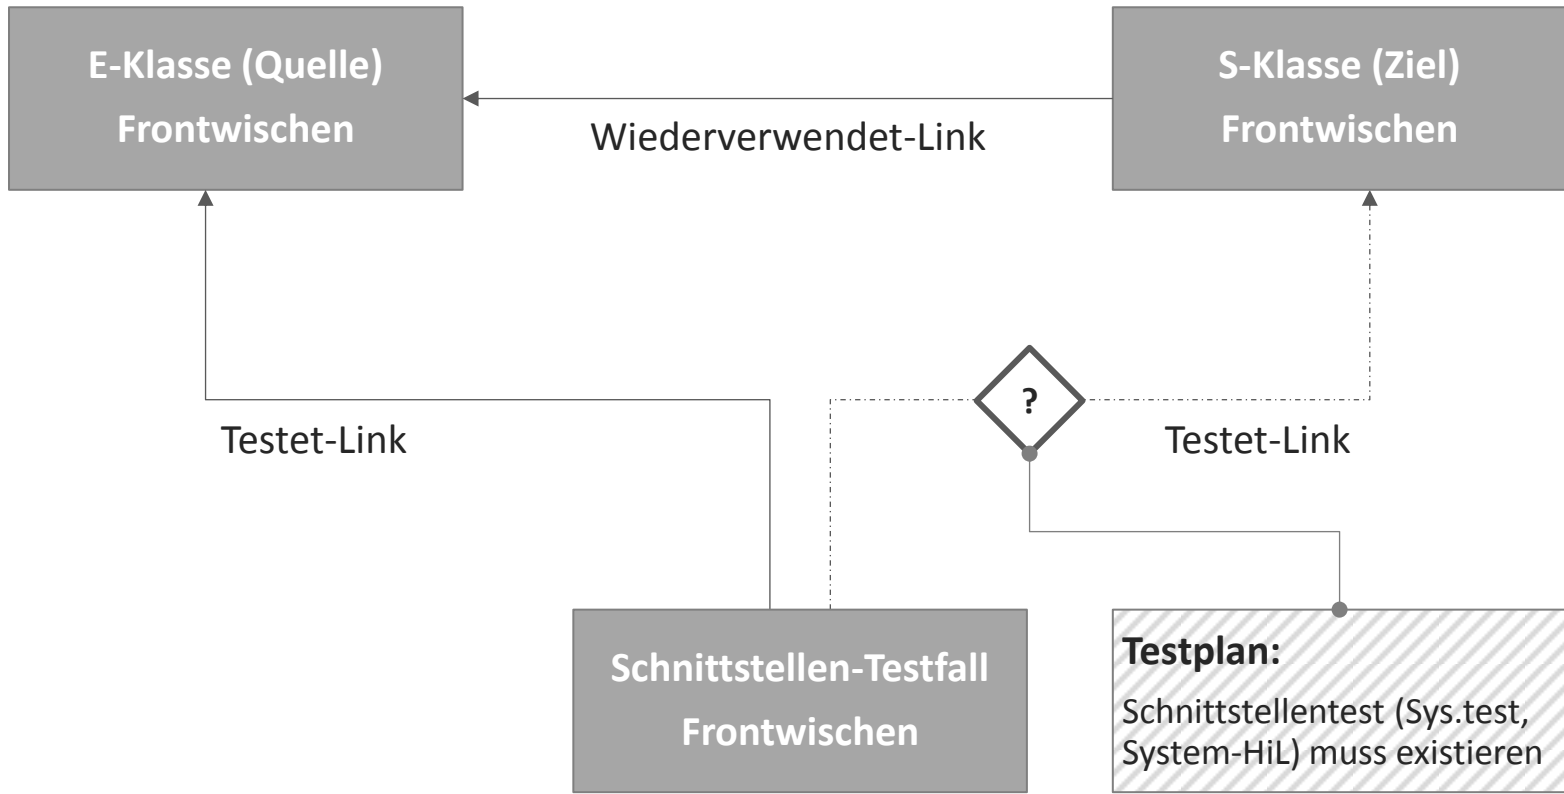 E-Klasse (Quelle)
Frontwischen
S-Klasse (Ziel)
Frontwischen
Wiederverwendet-Link
?
Testet-Link
Testet-Link
Schnittstellen-Testfall
Frontwischen
Testplan:
Schnittstellentest (Sys.test,
System-HiL) muss existieren